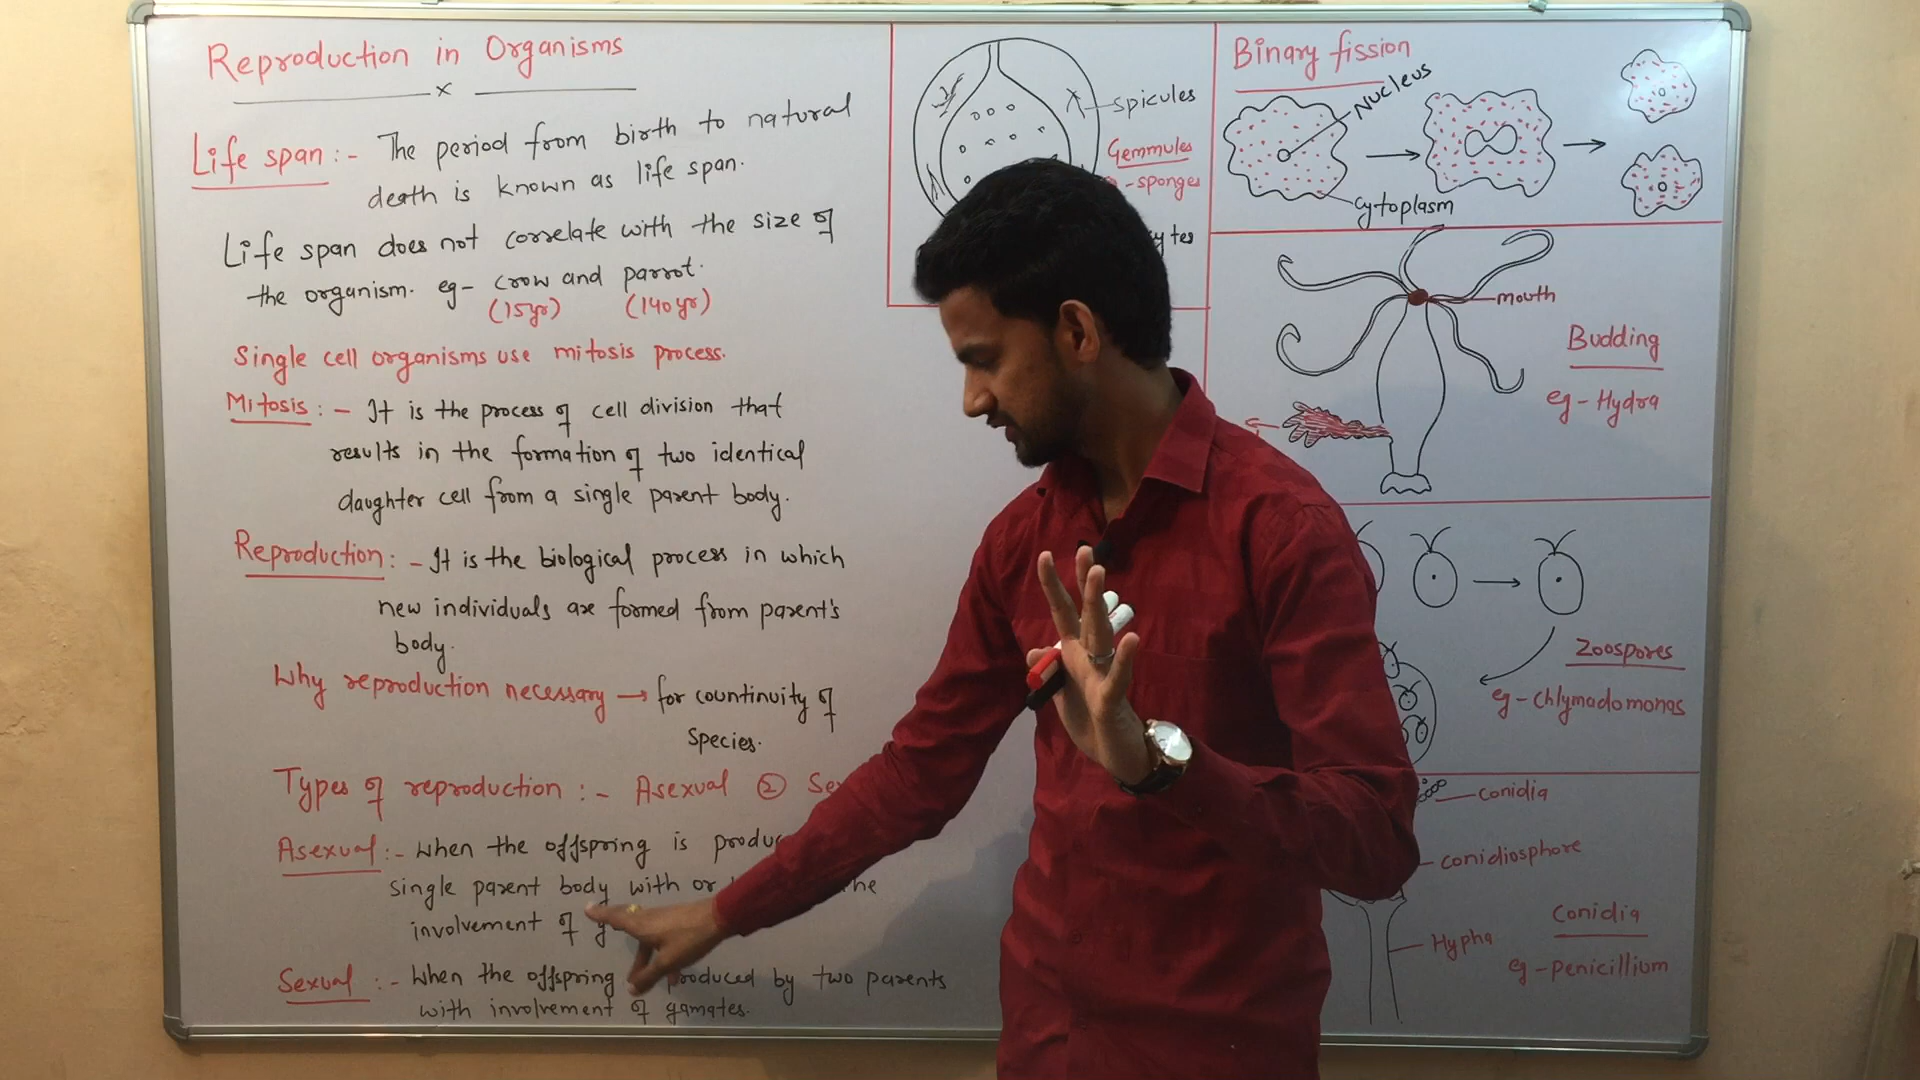 Reproduction in Organisms
x
Life span :- The period from birth to natural
death is known as life span.
Life span does not correlate with the size of
the organism. eg- crow and parrot.
(15yr) (140yr)
Single cell organisms use mitosis process.
Mitosis :- It is the process of cell division that
results in the formation of two identical
daughter cell from a single parent body.
Reproduction :- It is the biological process in which
new individuals are formed from parent's
body.
Why reproduction necessary → for countinuity of
species.
Types of reproduction :- Asexual ②
Asexual :- when the offspring is
single parent body with or
involvement of
Sexual :- When the offspring produced by two parents
with involvement of gamates.
spicules
Gemmules
-sponges
Binary fission
Nucleus
cytoplasm
mouth
Budding
eg- Hydra
Zoospores
eg- chlymadomonas
conidia
conidiosphore
Hypha
Conidia
eg- penicillium